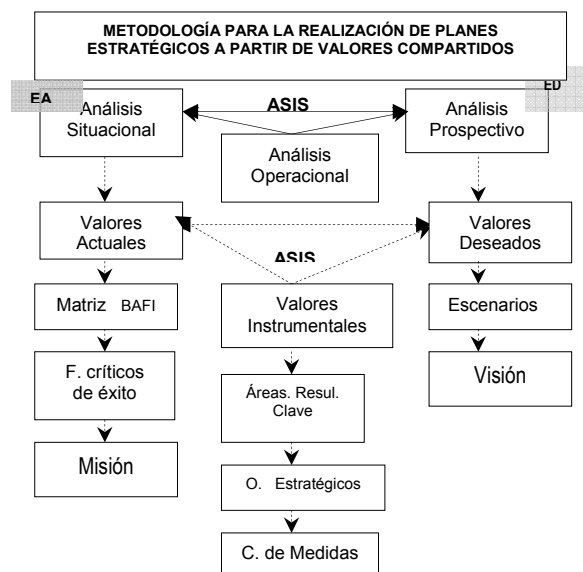 METODOLOGÍA PARA LA REALIZACIÓN DE PLANES
ESTRATÉGICOS A PARTIR DE VALORES COMPARTIDOS
EA
ED
Análisis
Situacional
ASIS
Análisis
Prospectivo
Análisis
Operacional
Valores
Actuales
Valores
Deseados
ASIS
Matriz BAFI
Valores
Instrumentales
Escenarios
F. críticos
de éxito
Áreas. Resul.
Clave
Visión
Misión
O. Estratégicos
C. de Medidas